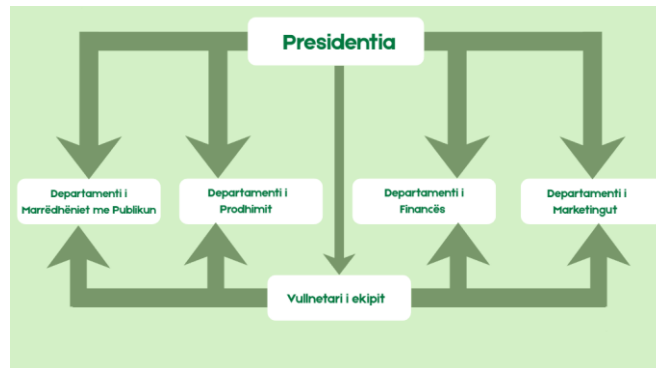 Presidentia
Departamenti i
Marrëdhëniet me Publikun
Departamenti i
Prodhimit
Departamenti i
Financës
Departamenti i
Marketingut
Vullnetari i ekipit